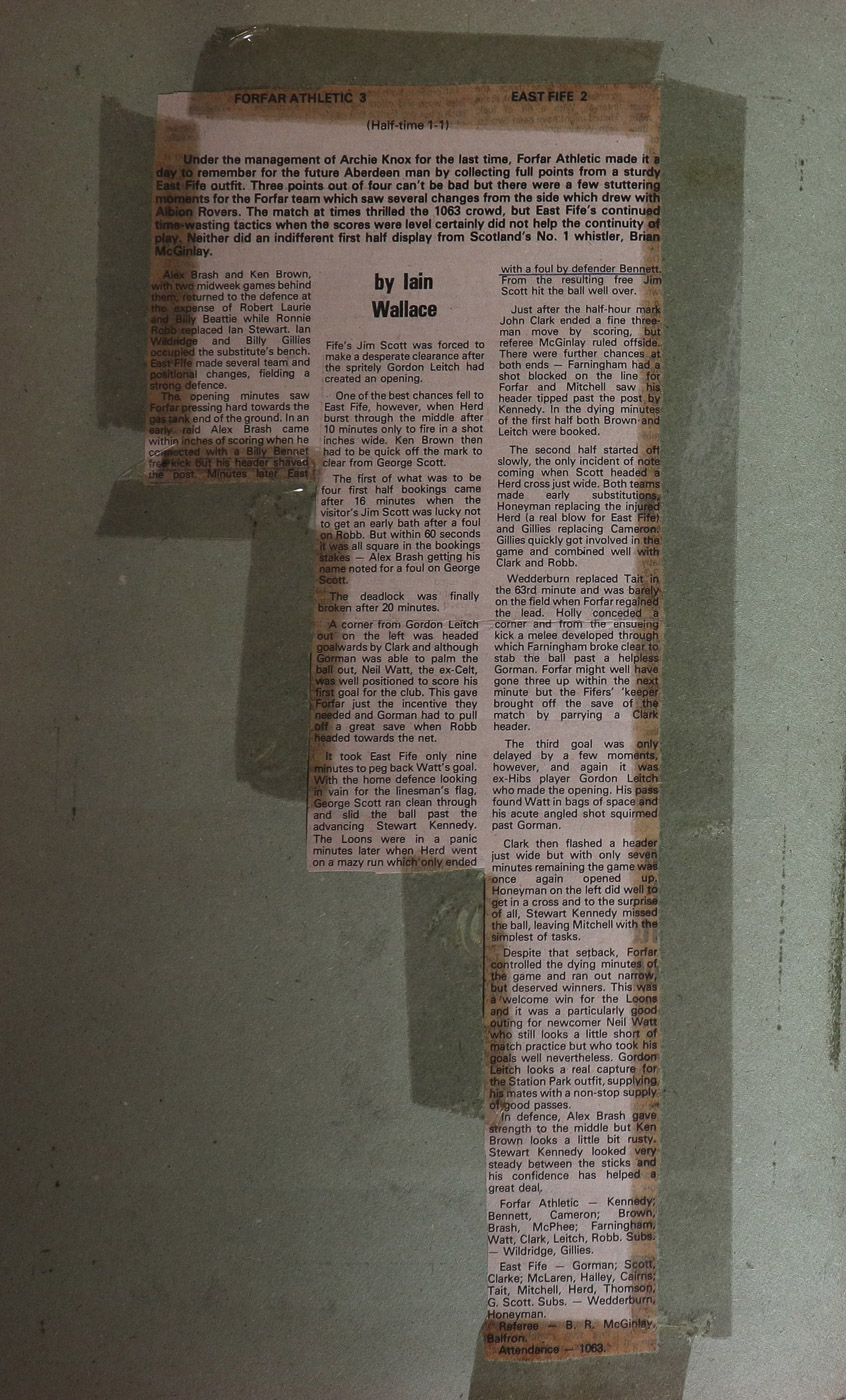 FORFAR ATHLETIC 3 EAST FIFE 2
(Half-time 1-1)
Under the management of Archie Knox for the last time, Forfar Athletic made it a
day to remember for the future Aberdeen man by collecting full points from a sturdy
East Fife outfit. Three points out of four can't be bad but there were a few stuttering
moments for the Forfar team which saw several changes from the side which drew with
Albion Rovers. The match at times thrilled the 1063 crowd, but East Fife's continued
time-wasting tactics when the scores were level certainly did not help the continuity of
play. Neither did an indifferent first half display from Scotland's No. 1 whistler, Brian
McGinlay.
Alex Brash and Ken Brown,
with two midweek games behind
them, returned to the defence at
the expense of Robert Laurie
and Billy Beattie while Ronnie
Robb replaced Ian Stewart. Ian
Wildridge and Billy Gillies
occupied the substitute's bench.
East Fife made several team and
positional changes, fielding a
strong defence.
The opening minutes saw
Forfar pressing hard towards the
gas tank end of the ground. In an
early raid Alex Brash came
within inches of scoring when he
connected with a Billy Bennet
free kick but his header shaved
the post. Minutes later East
by Iain
Wallace
Fife's Jim Scott was forced to
make a desperate clearance after
the spritely Gordon Leitch had
created an opening.
One of the best chances fell to
East Fife, however, when Herd
burst through the middle after
10 minutes only to fire in a shot
inches wide. Ken Brown then
had to be quick off the mark to
clear from George Scott.
The first of what was to be
four first half bookings came
after 16 minutes when the
visitor's Jim Scott was lucky not
to get an early bath after a foul
on Robb. But within 60 seconds
it was all square in the bookings
stakes — Alex Brash getting his
name noted for a foul on George
Scott.
The deadlock was finally
broken after 20 minutes.
A corner from Gordon Leitch
out on the left was headed
goalwards by Clark and although
Gorman was able to palm the
ball out, Neil Watt, the ex-Celt,
was well positioned to score his
first goal for the club. This gave
Forfar just the incentive they
needed and Gorman had to pull
off a great save when Robb
headed towards the net.
It took East Fife only nine
minutes to peg back Watt's goal.
With the home defence looking
in vain for the linesman's flag,
George Scott ran clean through
and slid the ball past the
advancing Stewart Kennedy.
The Loons were in a panic
minutes later when Herd went
on a mazy run which only ended
with a foul by defender Bennett.
From the resulting free Jim
Scott hit the ball well over.
Just after the half-hour mark
John Clark ended a fine three-
man move by scoring, but
referee McGinlay ruled offside.
There were further chances at
both ends — Farningham had a
shot blocked on the line for
Forfar and Mitchell saw his
header tipped past the post by
Kennedy. In the dying minutes
of the first half both Brown and
Leitch were booked.
The second half started off
slowly, the only incident of note
coming when Scott headed a
Herd cross just wide. Both teams
made early substitutions,
Honeyman replacing the injured
Herd (a real blow for East Fife)
and Gillies replacing Cameron.
Gillies quickly got involved in the
game and combined well with
Clark and Robb.
Wedderburn replaced Tait in
the 63rd minute and was barely
on the field when Forfar regained
the lead. Holly conceded a
corner and from the ensueing
kick a melee developed through
which Farningham broke clear to
stab the ball past a helpless
Gorman. Forfar might well have
gone three up within the next
minute but the Fifers' 'keeper
brought off the save of the
match by parrying a Clark
header.
The third goal was only
delayed by a few moments,
however, and again it was
ex-Hibs player Gordon Leitch
who made the opening. His pass
found Watt in bags of space and
his acute angled shot squirmed
past Gorman.
Clark then flashed a header
just wide but with only seven
minutes remaining the game was
once again opened up.
Honeyman on the left did well to
get in a cross and to the surprise
of all, Stewart Kennedy missed
the ball, leaving Mitchell with the
simplest of tasks.
Despite that setback, Forfar
controlled the dying minutes of
the game and ran out narrow,
but deserved winners. This was
a welcome win for the Loons
and it was a particularly good
outing for newcomer Neil Watt
who still looks a little short of
match practice but who took his
goals well nevertheless. Gordon
Leitch looks a real capture for
the Station Park outfit, supplying
his mates with a non-stop supply
of good passes.
In defence, Alex Brash gave
strength to the middle but Ken
Brown looks a little bit rusty.
Stewart Kennedy looked very
steady between the sticks and
his confidence has helped a
great deal.
Forfar Athletic — Kennedy;
Bennett, Cameron; Brown,
Brash, McPhee; Farningham,
Watt, Clark, Leitch, Robb. Subs.
— Wildridge, Gillies.
East Fife — Gorman; Scott,
Clarke; McLaren, Halley, Cairns;
Tait, Mitchell, Herd, Thomson,
G. Scott. Subs. — Wedderburn,
Honeyman.
Referee — B. R. McGinlay,
Balfron.
Attendance — 1063.